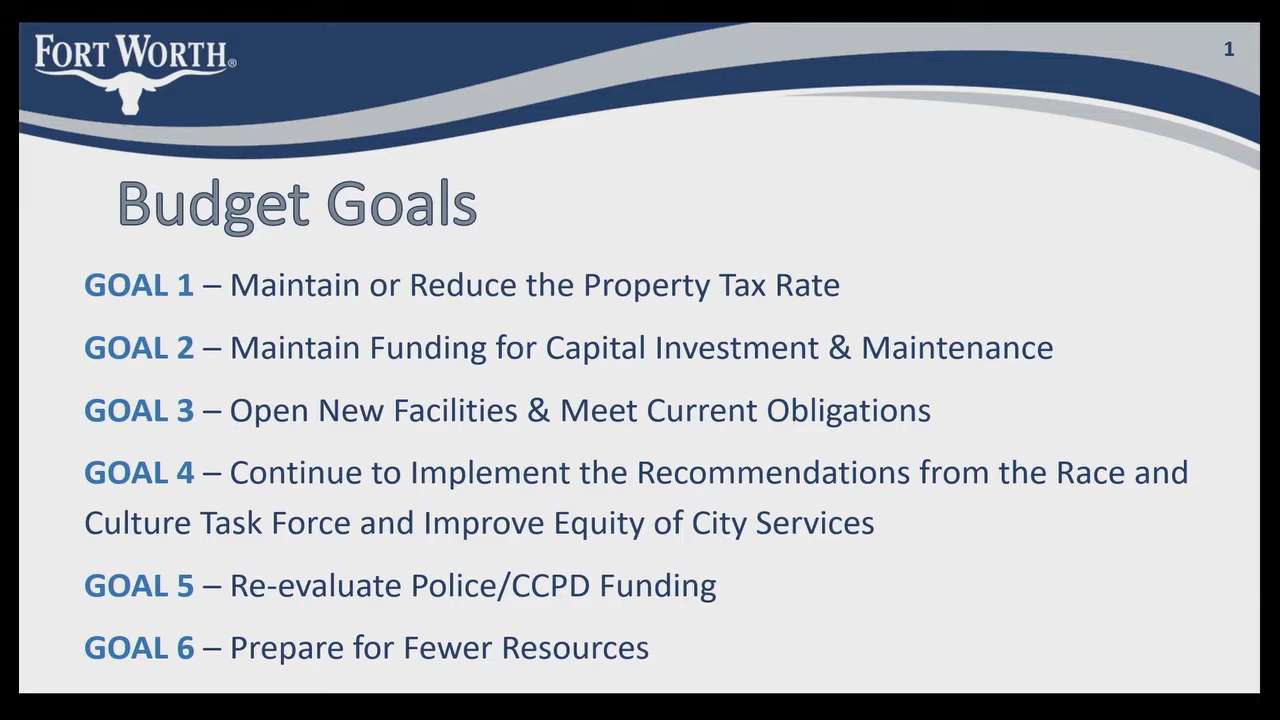 FORT WORTH®
1
Budget Goals
GOAL 1 – Maintain or Reduce the Property Tax Rate
GOAL 2 – Maintain Funding for Capital Investment & Maintenance
GOAL 3 – Open New Facilities & Meet Current Obligations
GOAL 4 – Continue to Implement the Recommendations from the Race and
Culture Task Force and Improve Equity of City Services
GOAL 5 – Re-evaluate Police/CCPD Funding
GOAL 6 – Prepare for Fewer Resources